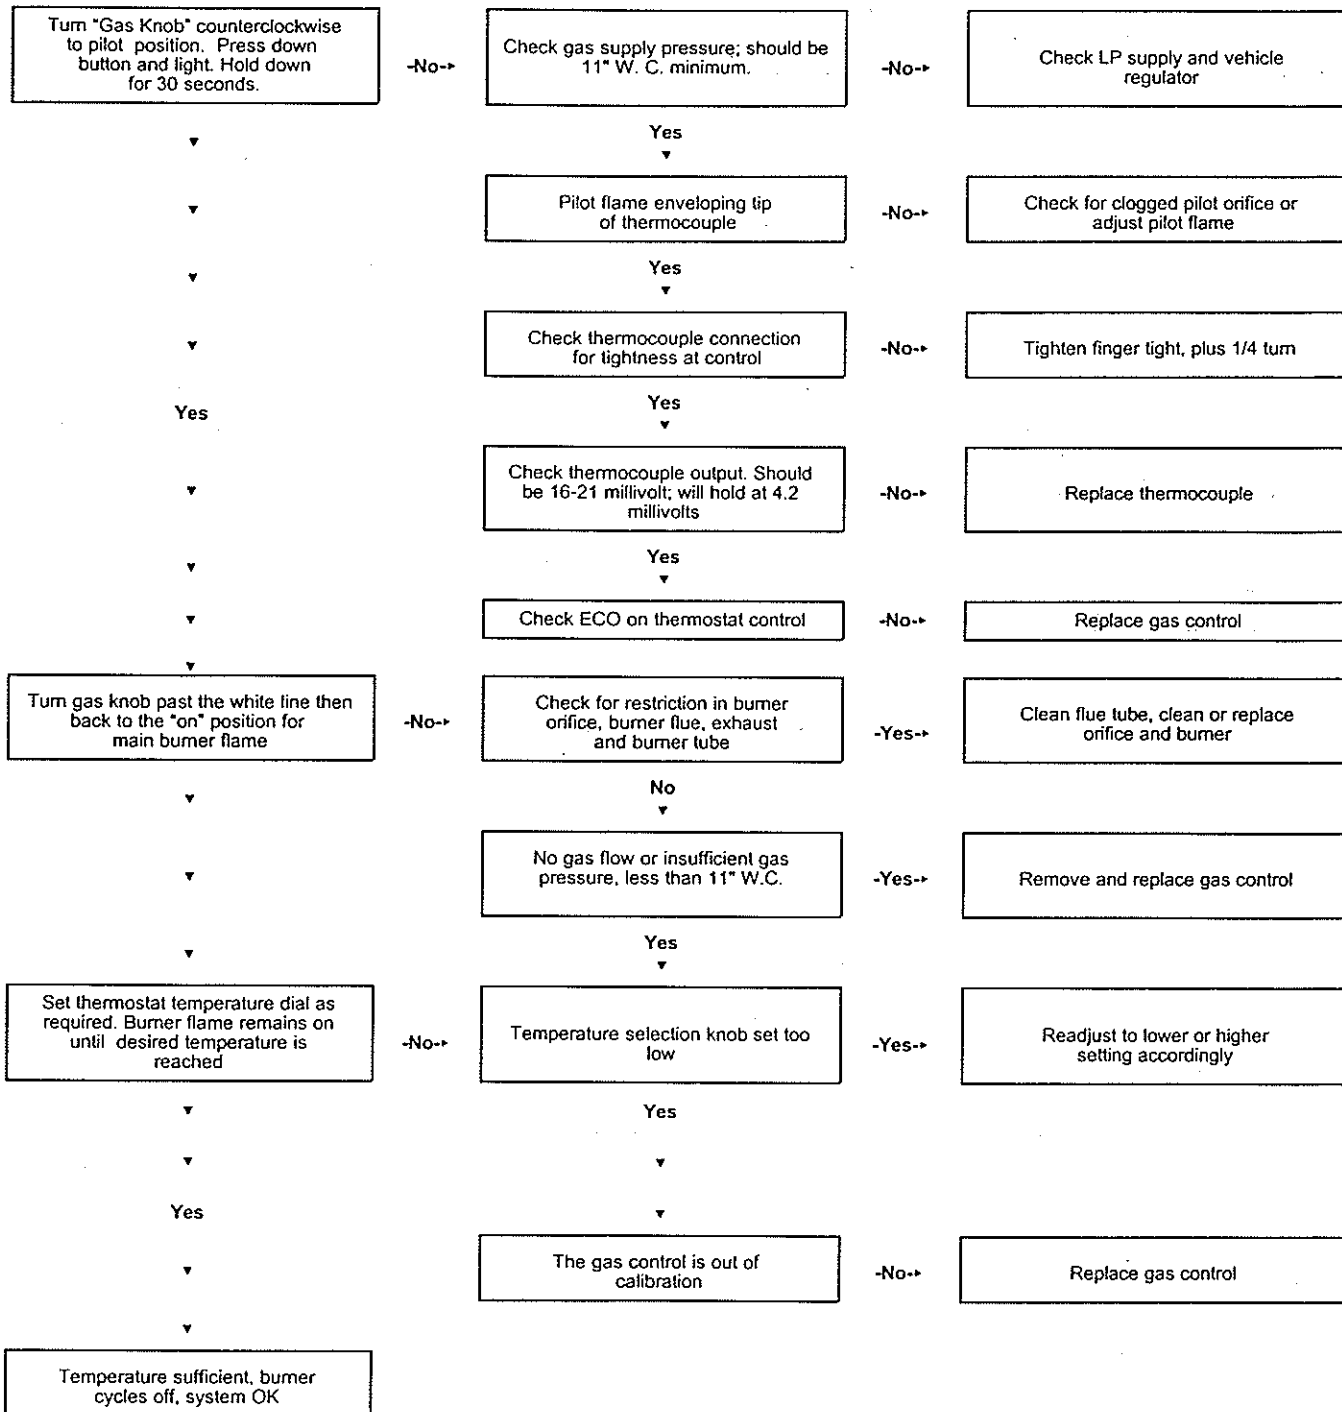 Turn "Gas Knob" counterclockwise
to pilot position. Press down
button and light. Hold down
for 30 seconds.
-No-
Check gas supply pressure; should be
11" W. C. minimum.
-No-
Check LP supply and vehicle
regulator
Yes
Pilot flame enveloping tip
of thermocouple
-No-
Check for clogged pilot orifice or
adjust pilot flame
Yes
Check thermocouple connection
for tightness at control
-No-
Tighten finger tight, plus 1/4 turn
Yes
Yes
Check thermocouple output. Should
be 16-21 millivolt; will hold at 4.2
millivolts
-No-
Replace thermocouple
Yes
Check ECO on thermostat control
-No-
Replace gas control
Turn gas knob past the white line then
back to the "on" position for
main burner flame
-No-
Check for restriction in burner
orifice, burner flue, exhaust
and burner tube
-Yes-
Clean flue tube, clean or replace
orifice and burner
No
No gas flow or insufficient gas
pressure, less than 11" W.C.
-Yes-
Remove and replace gas control
Yes
Set thermostat temperature dial as
required. Burner flame remains on
until desired temperature is
reached
-No-
Temperature selection knob set too
low
-Yes-
Readjust to lower or higher
setting accordingly
Yes
Yes
The gas control is out of
calibration
-No-
Replace gas control
Temperature sufficient, burner
cycles off, system OK